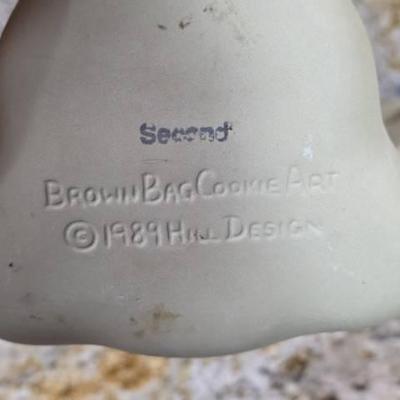 Second
BROWN BAG COOKIE ART
© 1989 HILL DESIGN